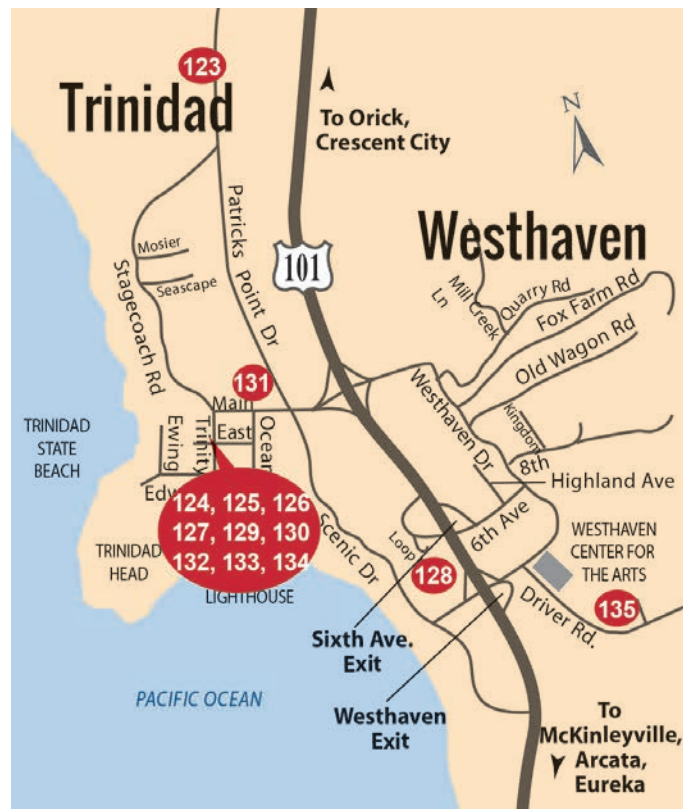 123
Trinidad
To Orick,
Crescent City
N
Westhaven
101
Patricks Point Dr
Mosier
Seascape
Stagecoach Rd
Mill Creek
Ln
Quarry Rd
Fox Farm Rd
Old Wagon Rd
131
Main
Westhaven Dr
Kingdom
TRINIDAD
STATE
BEACH
Ewing
Trinity
East
Ocean
8th
Highland Ave
124, 125, 126
127, 129, 130
132, 133, 134
Scenic Dr
Loop
128
6th Ave
WESTHAVEN
CENTER FOR
THE ARTS
TRINIDAD
HEAD
LIGHTHOUSE
135
Driver Rd.
Sixth Ave.
Exit
Westhaven
Exit
PACIFIC OCEAN
To
McKinleyville,
Arcata,
Eureka